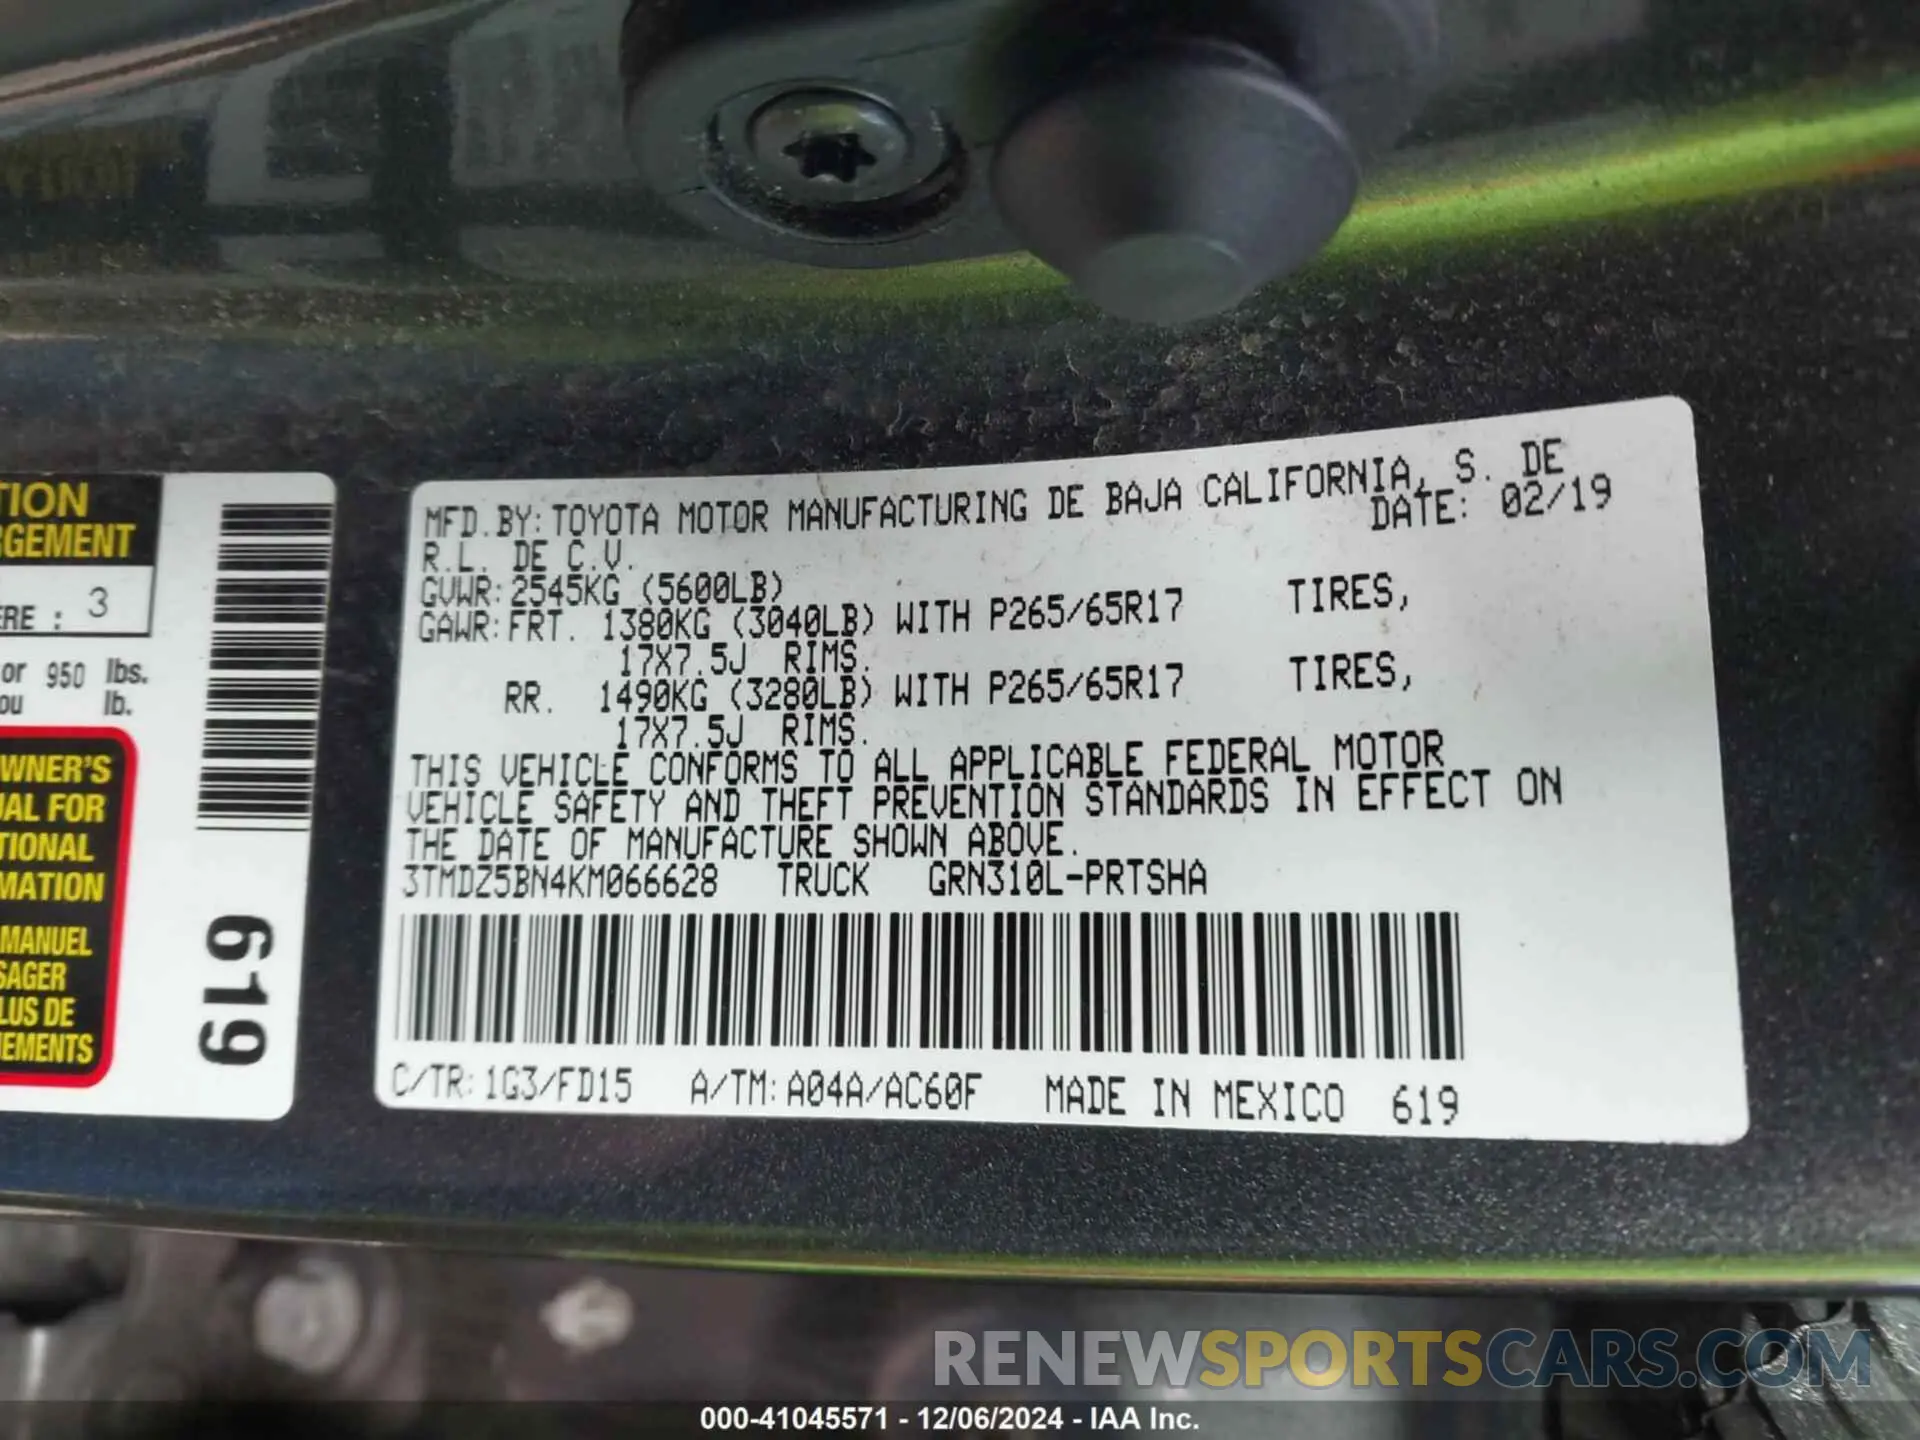 TION
RGEMENT
ERE : 3
or 950 lbs.
ou lb.
WNER'S
UAL FOR
TIONAL
MATION
MANUEL
SAGER
LUS DE
NEMENTS
619
MFD.BY:TOYOTA MOTOR MANUFACTURING DE BAJA CALIFORNIA, S. DE
R.L. DE C.V. DATE: 02/19
GVWR:2545KG (5600LB)
GAWR:FRT. 1380KG (3040LB) WITH P265/65R17 TIRES,
17X7.5J RIMS.
RR. 1490KG (3280LB) WITH P265/65R17 TIRES,
17X7.5J RIMS.
THIS VEHICLE CONFORMS TO ALL APPLICABLE FEDERAL MOTOR
VEHICLE SAFETY AND THEFT PREVENTION STANDARDS IN EFFECT ON
THE DATE OF MANUFACTURE SHOWN ABOVE.
3TMDZ5BN4KM066628 TRUCK GRN310L-PRTSHA
C/TR:1G3/FD15 A/TM:A04A/AC60F MADE IN MEXICO 619
RENEWSPORTSCARS.COM
000-41045571 - 12/06/2024 - IAA Inc.